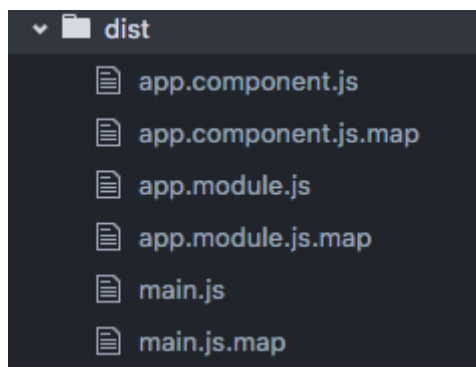 dist
app.component.js
app.component.js.map
app.module.js
app.module.js.map
main.js
main.js.map